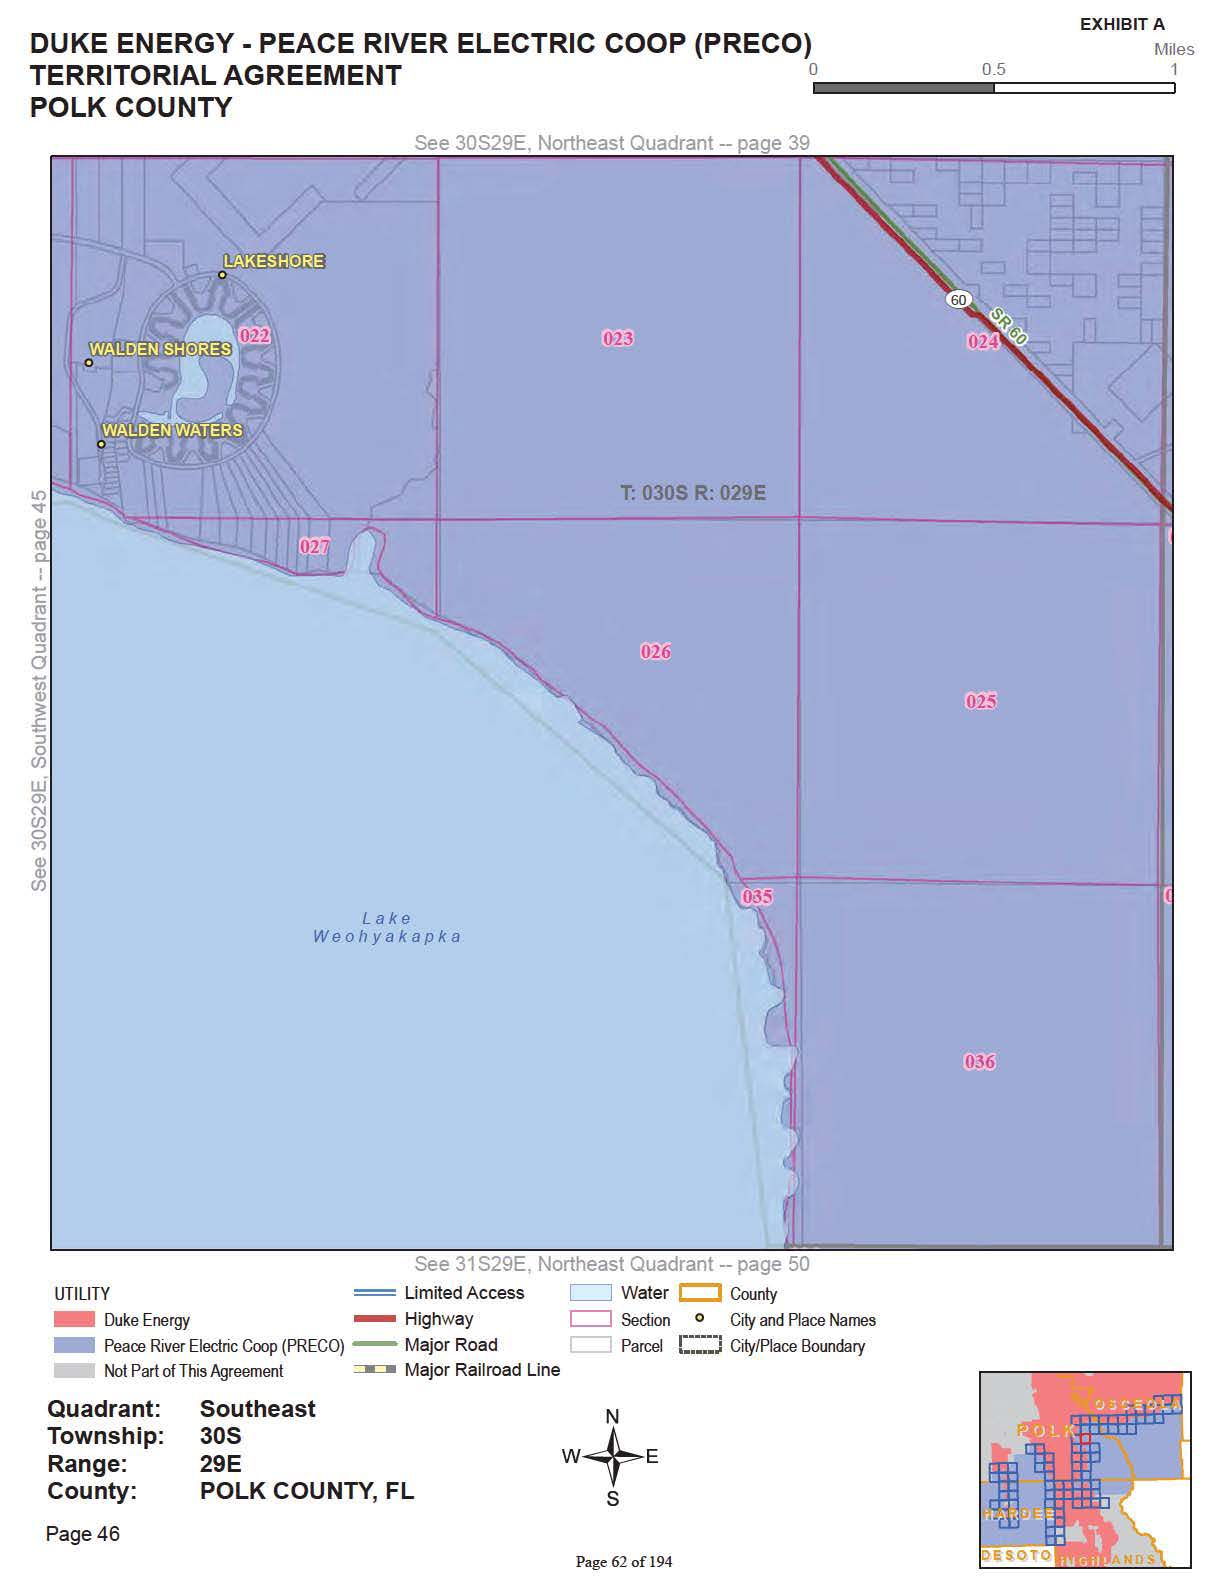 EXHIBIT A
DUKE ENERGY - PEACE RIVER ELECTRIC COOP (PRECO)
TERRITORIAL AGREEMENT
POLK COUNTY
Miles
0 0.5 1
See 30S29E, Northeast Quadrant -- page 39
See 30S29E, Southwest Quadrant -- page 45
LAKESHORE
60
SR 60
022
023
024
WALDEN SHORES
WALDEN WATERS
T: 030S R: 029E
027
026
025
035
Lake
Weohyakapka
036
See 31S29E, Northeast Quadrant -- page 50
UTILITY
Duke Energy
Peace River Electric Coop (PRECO)
Not Part of This Agreement
Limited Access
Highway
Major Road
Major Railroad Line
Water
Section
Parcel
County
City and Place Names
City/Place Boundary
Quadrant: Southeast
Township: 30S
Range: 29E
County: POLK COUNTY, FL
N
W E
S
OSCEOLA
POLK
HARDEE
DESOTO
HIGHLANDS
Page 46
Page 62 of 194